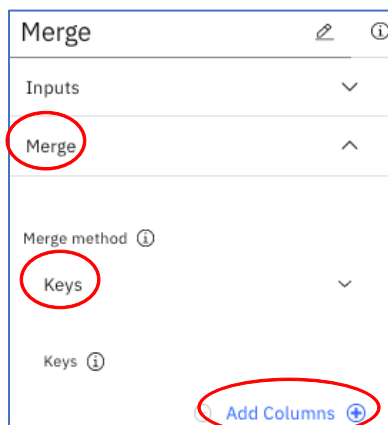 Merge
Inputs
Merge
Merge method
Keys
Keys
Add Columns